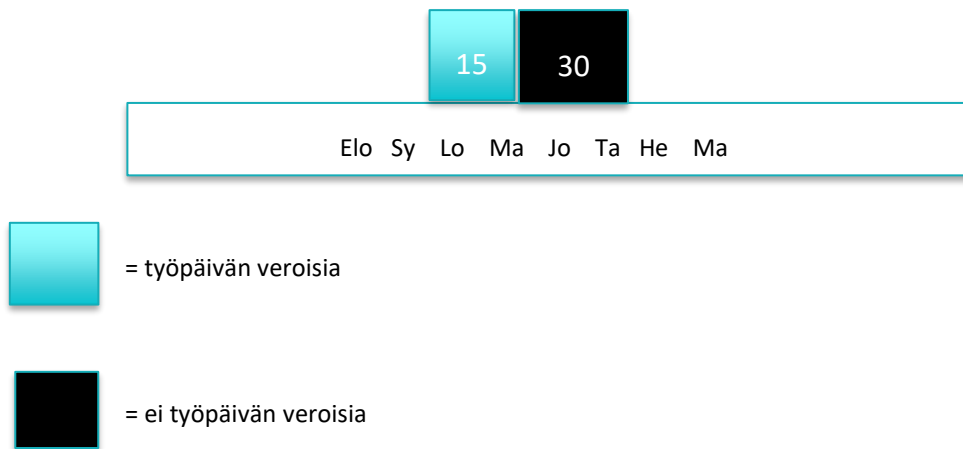 15 30
Elo Sy Lo Ma Jo Ta He Ma
= työpäivän veroisia
= ei työpäivän veroisia